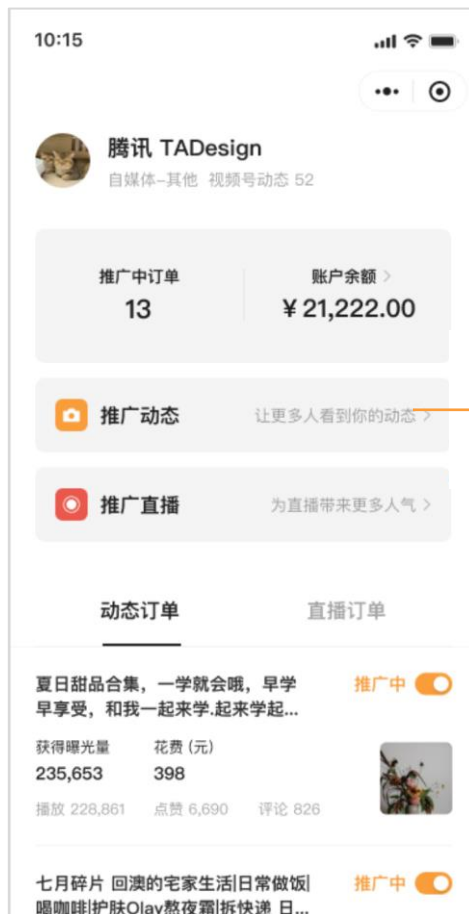 10:15
腾讯 TADesign
自媒体-其他 视频号动态 52
推广中订单
账户余额
13
¥21,222.00
推广动态
让更多人看到你的动态
推广直播
为直播带来更多人气
动态订单
直播订单
夏日甜品合集，一学就会哦，早学
推广中
早享受，和我一起来学.起来学起...
获得曝光量
花费 (元)
235,653
398
播放 228,861
点赞 6,690
评论 826
七月碎片 回澳的宅家生活|日常做饭|
推广中
喝咖啡|护肤Olay熬夜霜|拆快递 日...